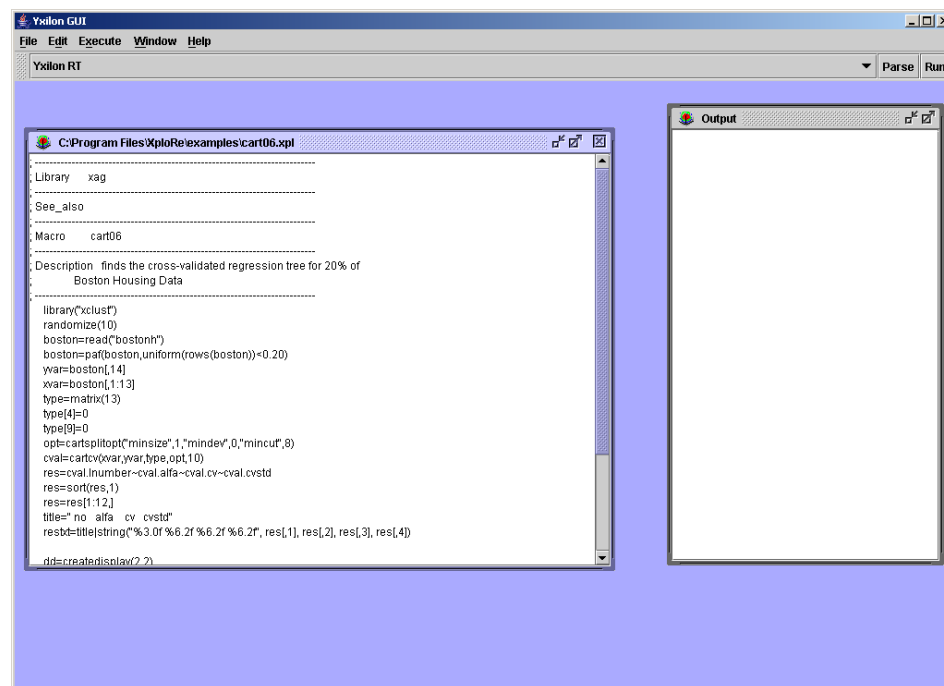 Yxilon GUI
File Edit Execute Window Help
Yxilon RT Parse Run
C:\Program Files\XploRe\examples\cart06.xpl
; ------------------------------------------------------------------------------
; Library xag
; ------------------------------------------------------------------------------
; See_also
; ------------------------------------------------------------------------------
; Macro cart06
; ------------------------------------------------------------------------------
; Description finds the cross-validated regression tree for 20% of
; Boston Housing Data
; ------------------------------------------------------------------------------
library("xclust")
randomize(10)
boston=read("bostonh")
boston=paf(boston,uniform(rows(boston))<0.20)
yvar=boston[,14]
xvar=boston[,1:13]
type=matrix(13)
type[4]=0
type[9]=0
opt=cartsplitopt("minsize",1,"mindev",0,"mincut",8)
cval=cartcv(xvar,yvar,type,opt,10)
res=cval.lnumber~cval.alfa~cval.cv~cval.cvstd
res=sort(res,1)
res=res[1:12,]
title=" no alfa cv cvstd"
restxt=title|string("%3.0f %6.2f %6.2f %6.2f", res[,1], res[,2], res[,3], res[,4])
dd=createdisplay(2,2)
Output